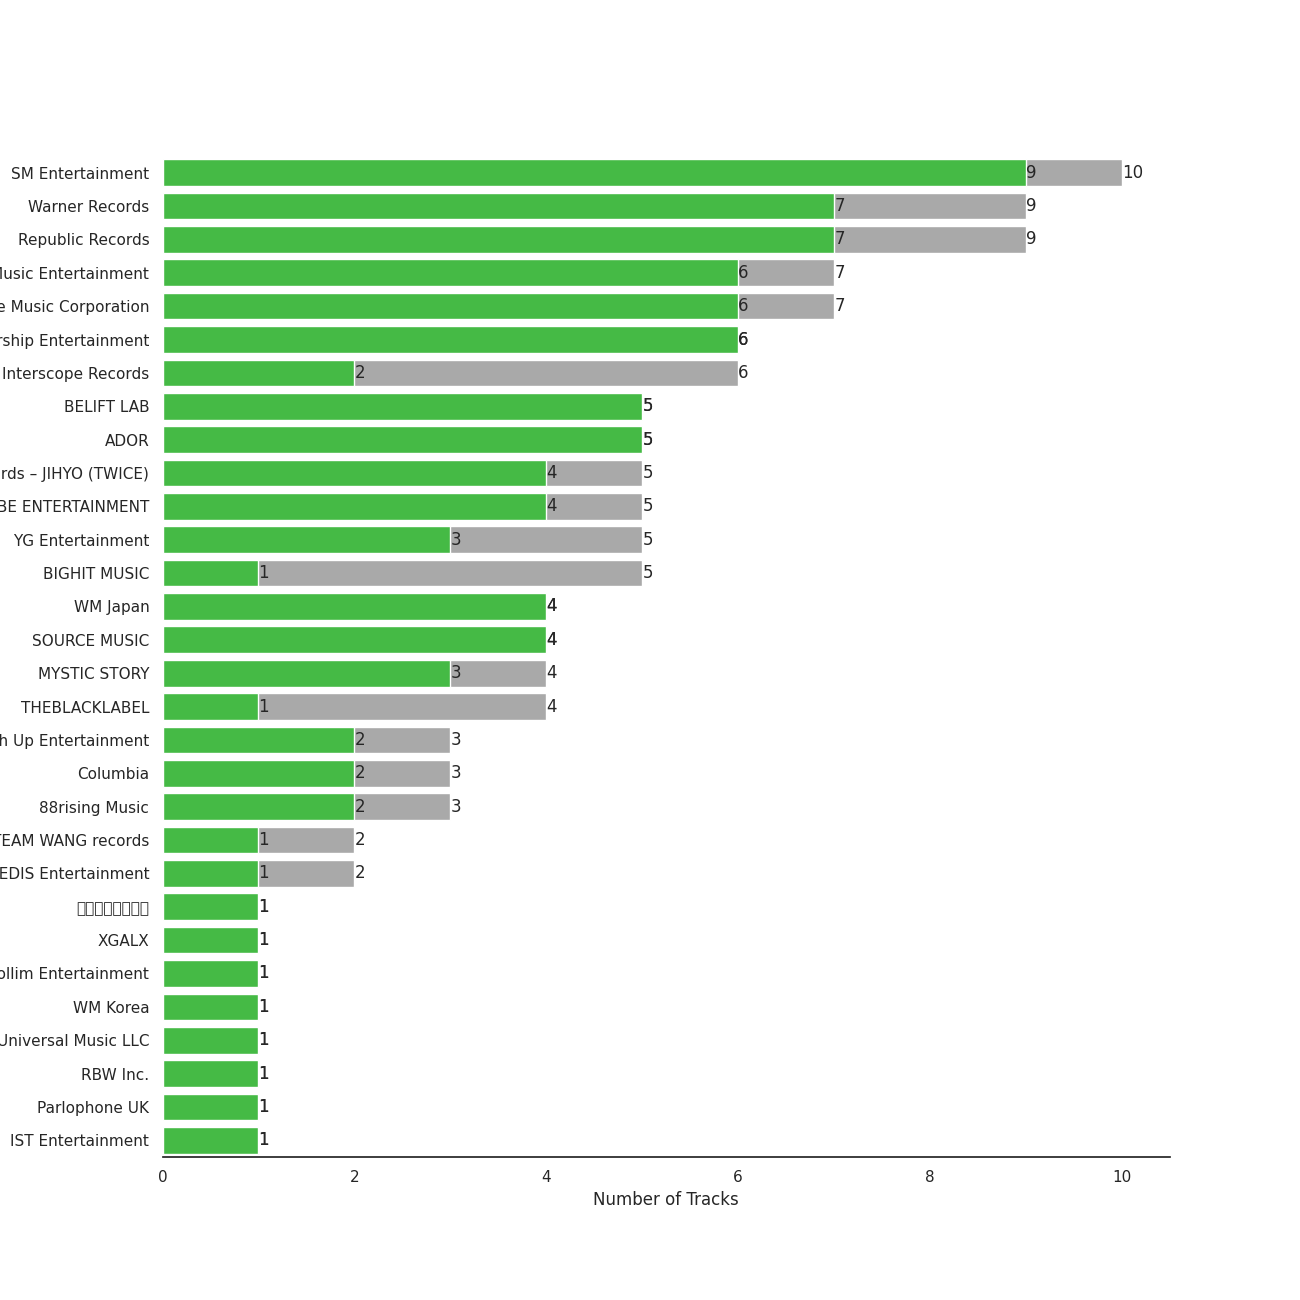 SM Entertainment 9 10
Warner Records 7 9
Republic Records 7 9
Music Entertainment 6 7
Music Corporation 6 7
rship Entertainment 6
Interscope Records 2 6
BELIFT LAB 5
ADOR 5
rds – JIHYO (TWICE) 4 5
BE ENTERTAINMENT 4 5
YG Entertainment 3 5
BIGHIT MUSIC 1 5
WM Japan 4
SOURCE MUSIC 4
MYSTIC STORY 3 4
THEBLACKLABEL 1 4
h Up Entertainment 2 3
Columbia 2 3
88rising Music 2 3
TEAM WANG records 1 2
EDIS Entertainment 1 2
1
XGALX 1
ollim Entertainment 1
WM Korea 1
Universal Music LLC 1
RBW Inc. 1
Parlophone UK 1
IST Entertainment 1
0 2 4 6 8 10
Number of Tracks